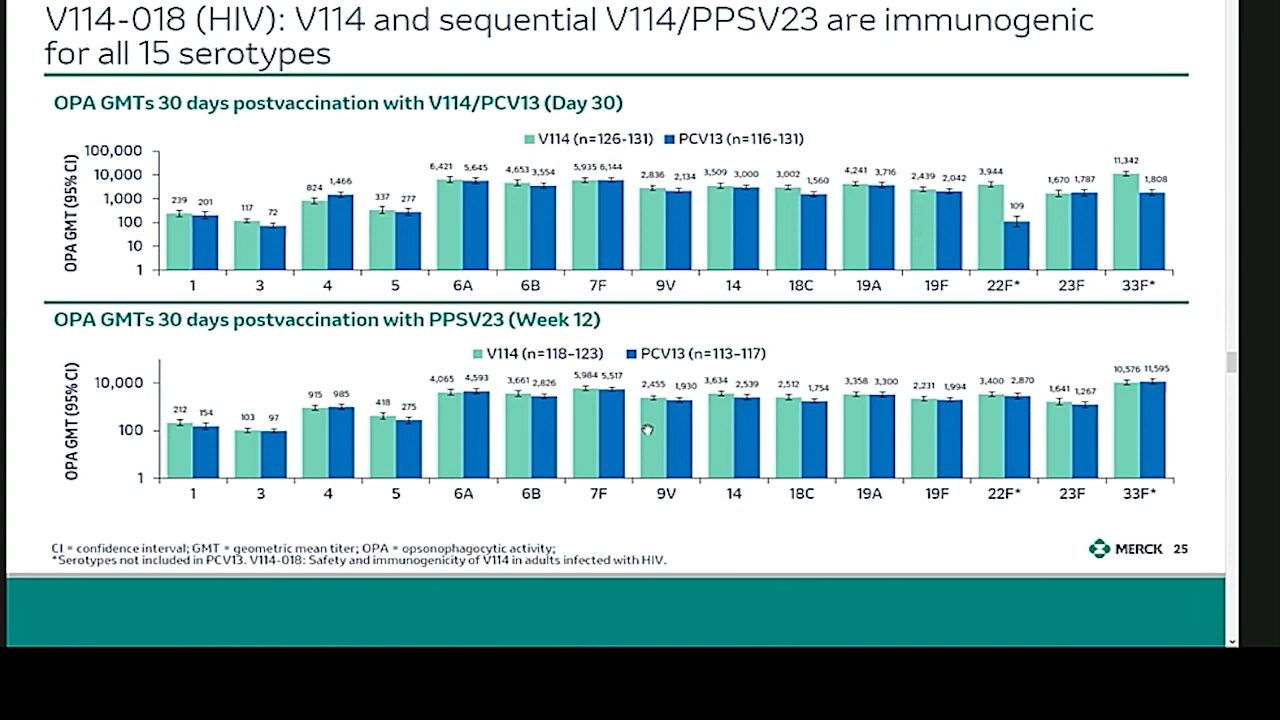 V114-018 (HIV): V114 and sequential V114/PPSV23 are immunogenic
for all 15 serotypes
OPA GMTs 30 days postvaccination with V114/PCV13 (Day 30)
V114 (n=126-131) PCV13 (n=116-131)
OPA GMT (95% CI)
100,000
10,000
1,000
100
10
1
239 201 117 72 824 1,466 337 277 6,421 5,645 4,653 3,554 5,935 6,144 2,836 2,134 3,509 3,000 3,002 1,560 4,241 3,716 2,439 2,042 3,944 109 1,670 1,787 11,342 1,808
1 3 4 5 6A 6B 7F 9V 14 18C 19A 19F 22F* 23F 33F*
OPA GMTs 30 days postvaccination with PPSV23 (Week 12)
V114 (n=118-123) PCV13 (n=113-117)
OPA GMT (95% CI)
10,000
100
1
212 154 103 97 915 985 418 275 4,065 4,593 3,661 2,826 5,984 5,517 2,455 1,930 3,634 2,539 2,512 1,754 3,358 3,300 2,231 1,994 3,400 2,870 1,641 1,267 10,576 11,595
1 3 4 5 6A 6B 7F 9V 14 18C 19A 19F 22F* 23F 33F*
CI = confidence interval; GMT = geometric mean titer; OPA = opsonophagocytic activity;
*Serotypes not included in PCV13. V114-018: Safety and immunogenicity of V114 in adults infected with HIV.
MERCK 25